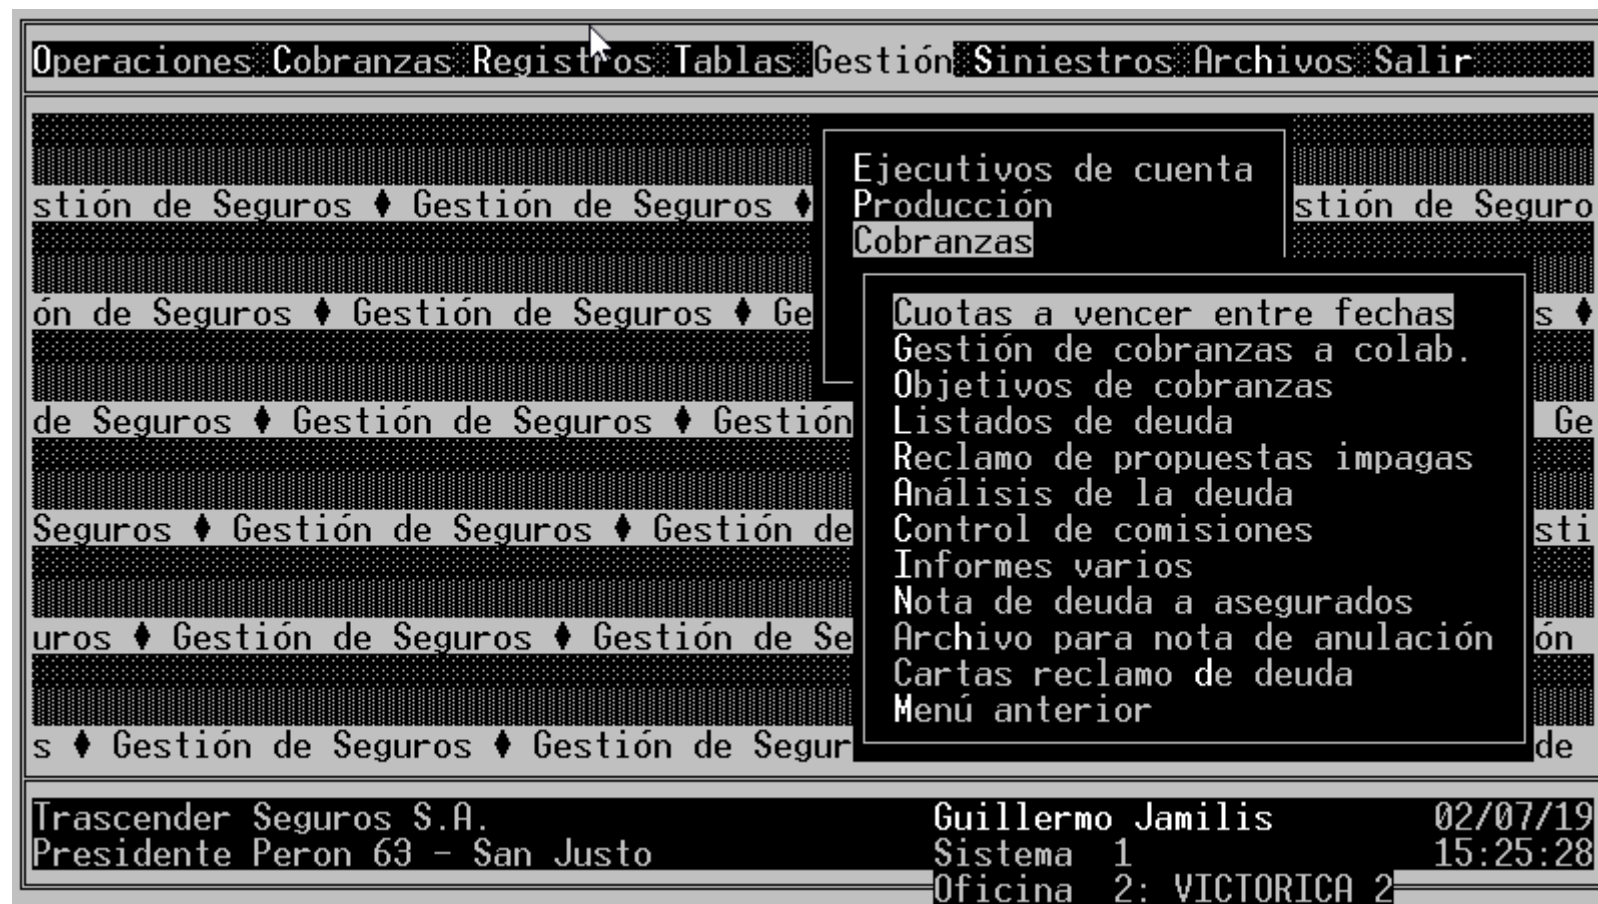 Operaciones Cobranzas Registros Tablas Gestión Siniestros Archivos Salir
Ejecutivos de cuenta
stión de Seguros ♦ Gestión de Seguros ♦ Producción stión de Seguro
Cobranzas
ón de Seguros ♦ Gestión de Seguros ♦ Ge Cuotas a vencer entre fechas s ♦
Gestión de cobranzas a colab.
Objetivos de cobranzas
de Seguros ♦ Gestión de Seguros ♦ Gestión Listados de deuda Ge
Reclamo de propuestas impagas
Análisis de la deuda
Seguros ♦ Gestión de Seguros ♦ Gestión de Control de comisiones sti
Informes varios
Nota de deuda a asegurados
uros ♦ Gestión de Seguros ♦ Gestión de Se Archivo para nota de anulación ón
Cartas reclamo de deuda
Menú anterior
s ♦ Gestión de Seguros ♦ Gestión de Segur de
Trascender Seguros S.A. Guillermo Jamilis 02/07/19
Presidente Peron 63 - San Justo Sistema 1 15:25:28
Oficina 2: VICTORICA 2